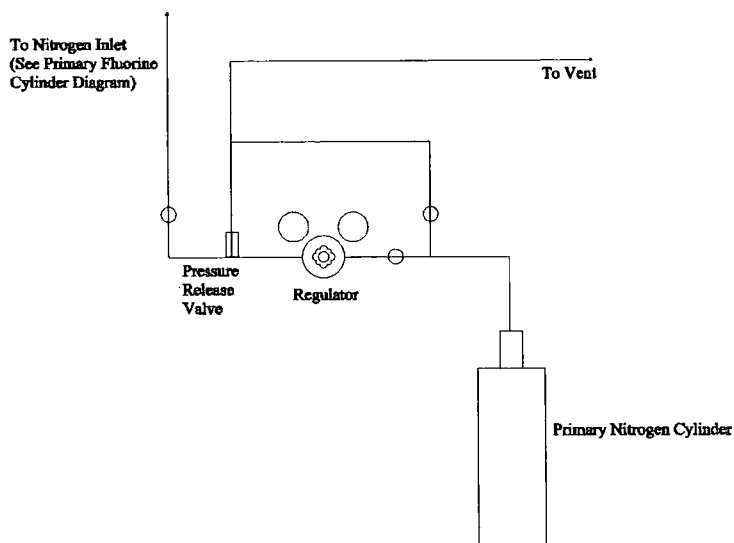 To Nitrogen Inlet
(See Primary Fluorine
Cylinder Diagram)
To Vent
Pressure
Release
Valve
Regulator
Primary Nitrogen Cylinder